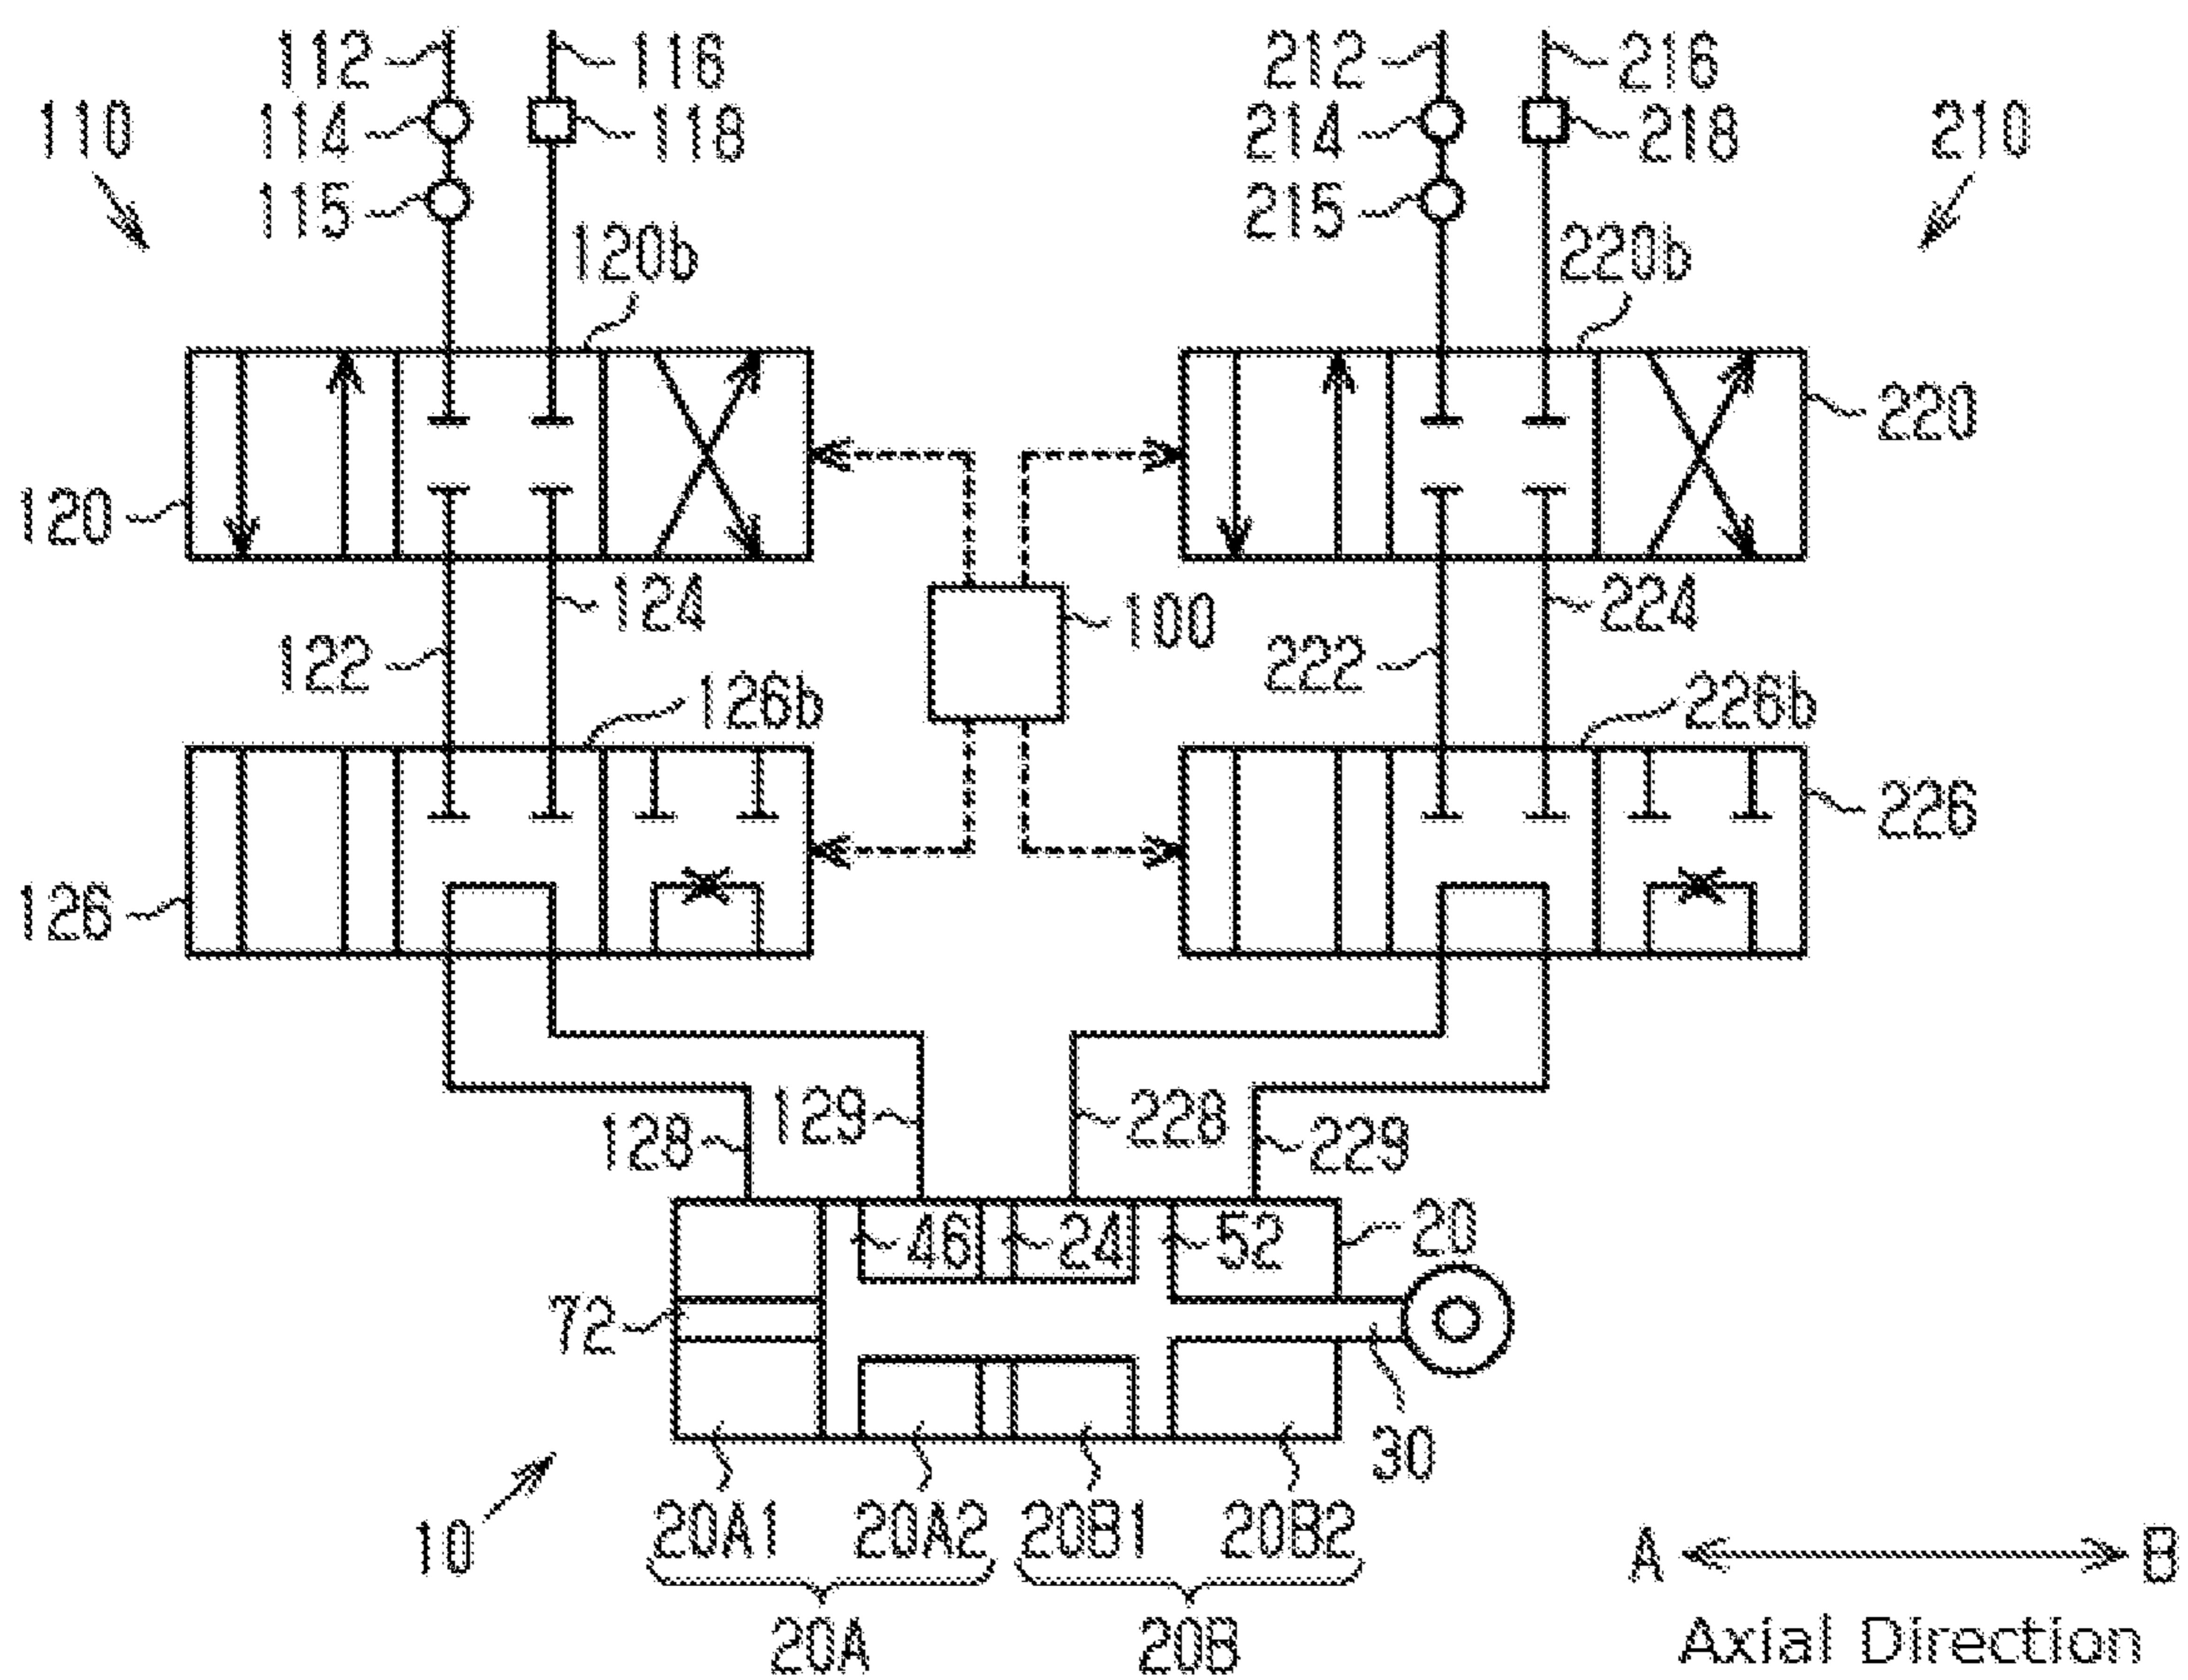 112 116 212 216
110 114 118 214 218 210
115 215
120b 220b
220
120
124 100 224
122 222
126b 226b
226
126
129 228
128 229
46 24 52 20
72
30
10 20A1 20A2 20B1 20B2
A B
20A 20B
Axial Direction